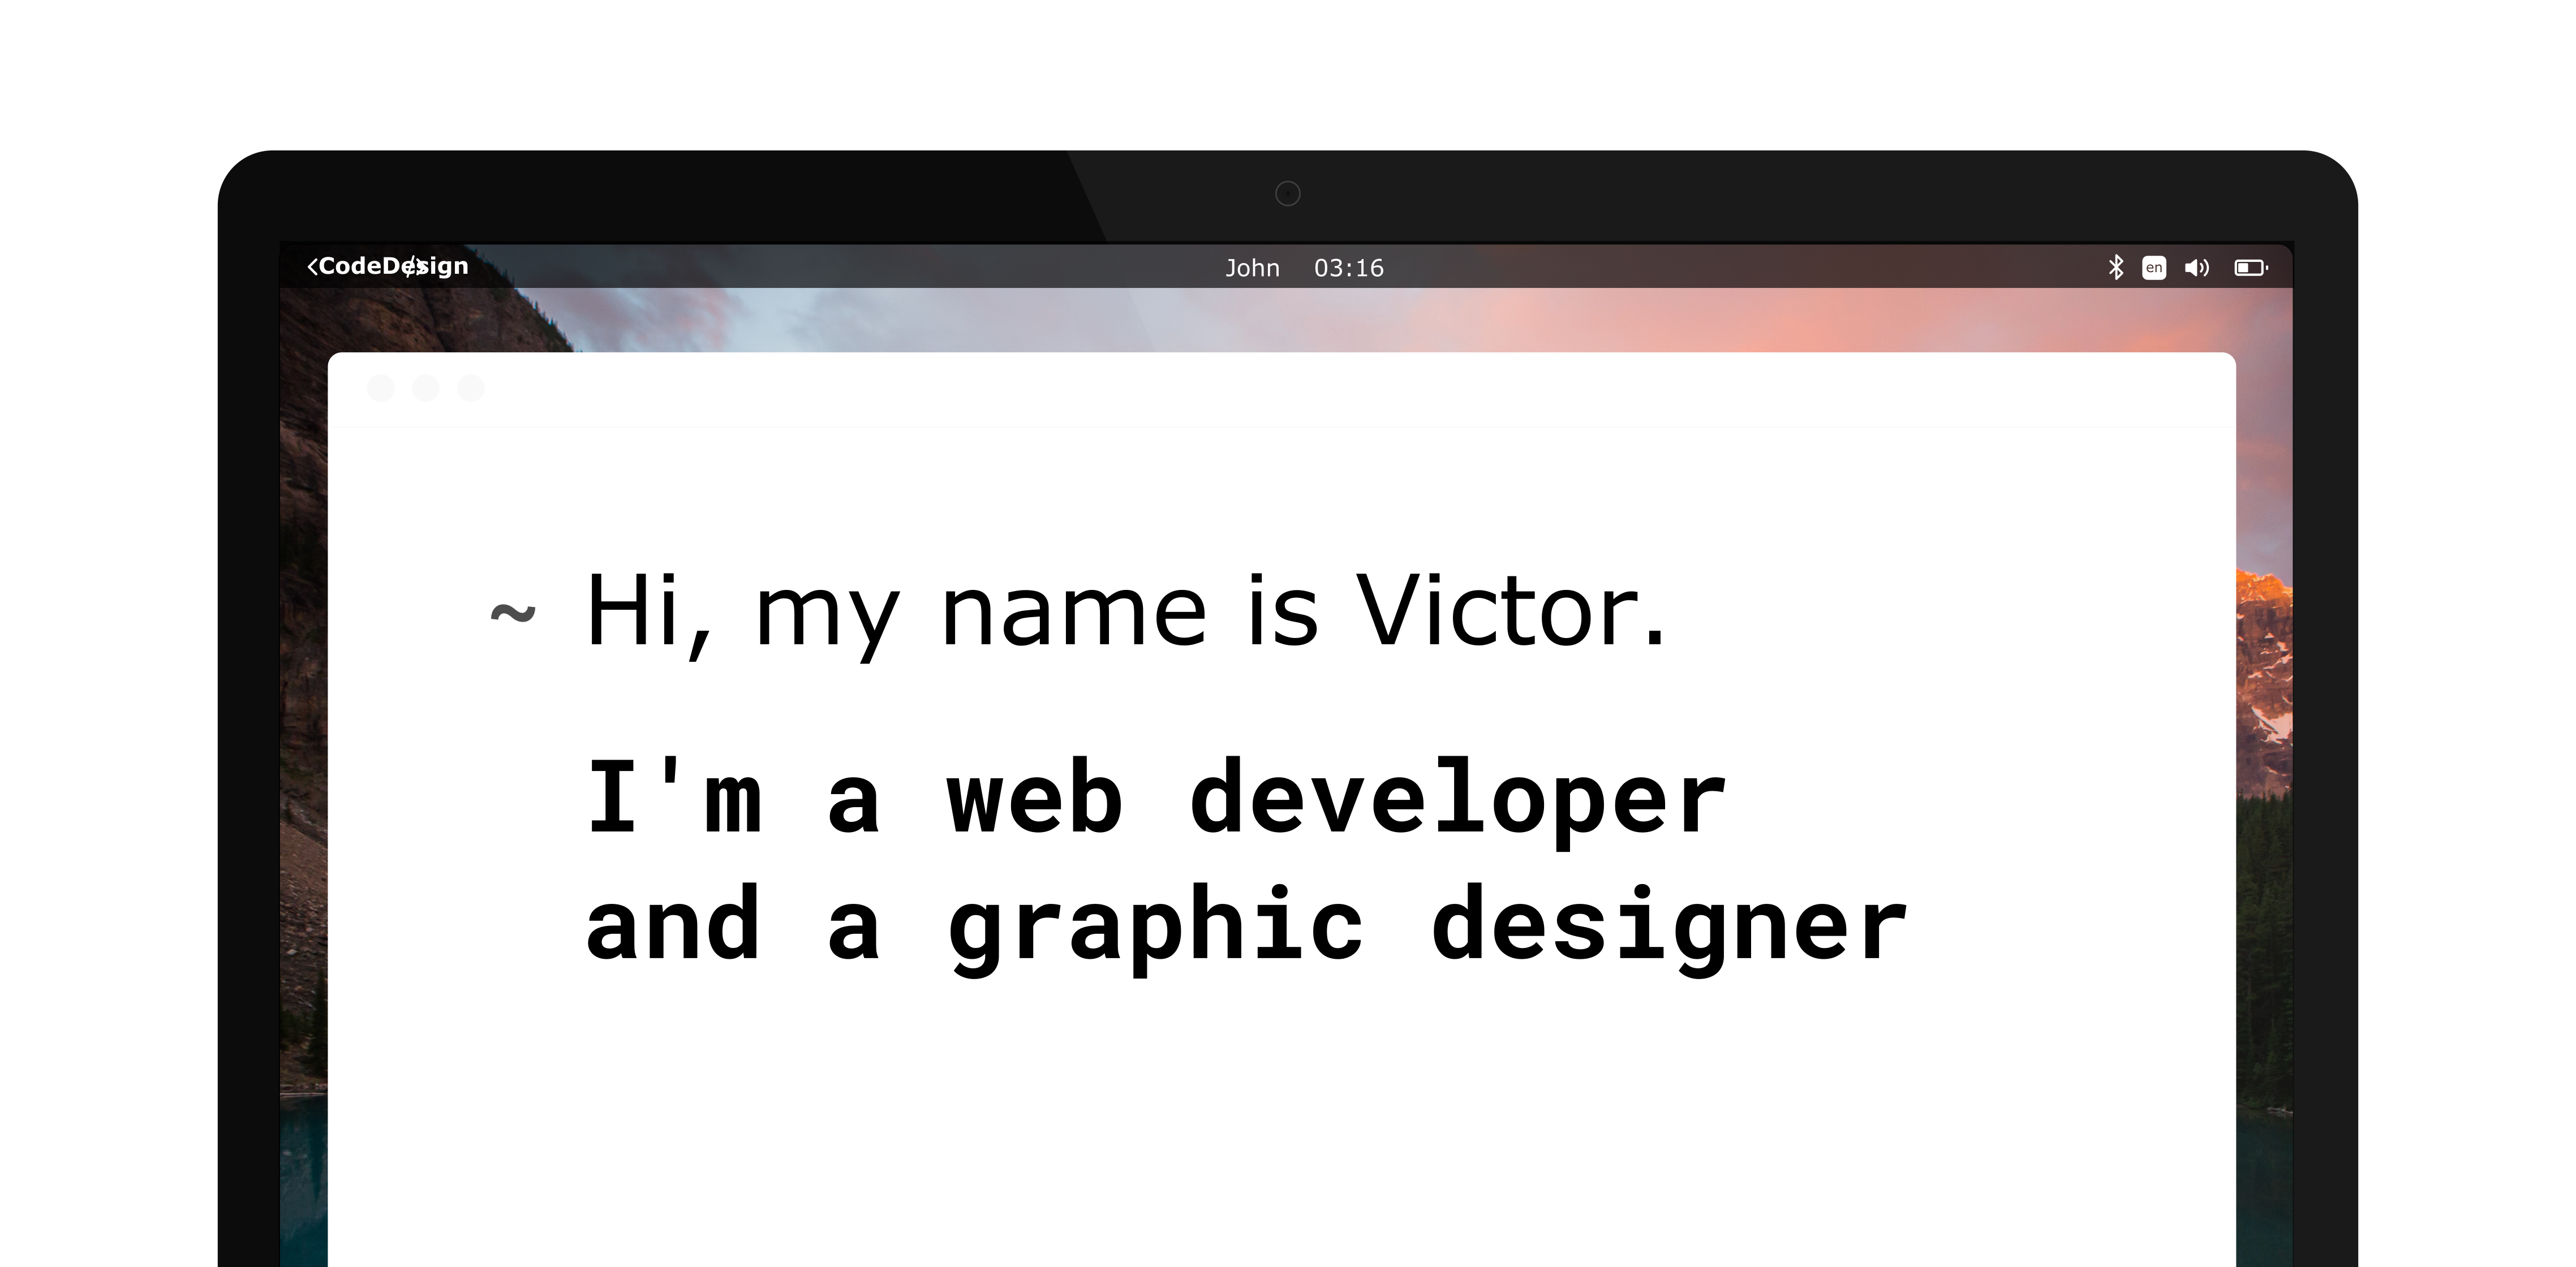 <CodeDesign/>
John 03:16
en
~ Hi, my name is Victor.
I'm a web developer
and a graphic designer